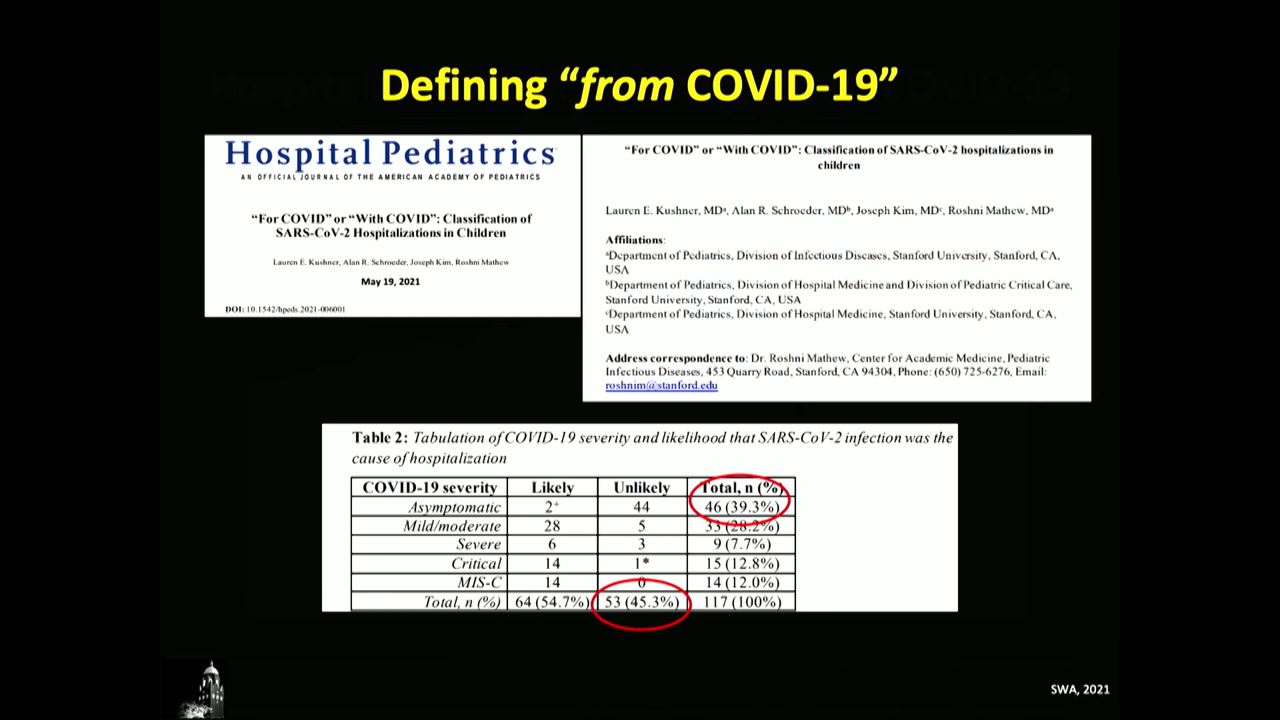 Defining “from COVID-19”
Hospital Pediatrics
AN OFFICIAL JOURNAL OF THE AMERICAN ACADEMY OF PEDIATRICS
“For COVID” or “With COVID”: Classification of
SARS-CoV-2 Hospitalizations in Children
Lauren E. Kushner, Alan R. Schroeder, Joseph Kim, Roshni Mathew
May 19, 2021
DOI: 10.1542/hpeds.2021-006001
“For COVID” or “With COVID”: Classification of SARS-CoV-2 hospitalizations in
children
Lauren E. Kushner, MDᵃ, Alan R. Schroeder, MDᵇ, Joseph Kim, MDᶜ, Roshni Mathew, MDᵃ
Affiliations:
ᵃDepartment of Pediatrics, Division of Infectious Diseases, Stanford University, Stanford, CA,
USA
ᵇDepartment of Pediatrics, Division of Hospital Medicine and Division of Pediatric Critical Care,
Stanford University, Stanford, CA, USA
ᶜDepartment of Pediatrics, Division of Hospital Medicine, Stanford University, Stanford, CA,
USA
Address correspondence to: Dr. Roshni Mathew, Center for Academic Medicine, Pediatric
Infectious Diseases, 453 Quarry Road, Stanford, CA 94304, Phone: (650) 725-6276, Email:
roshnim@stanford.edu
Table 2: Tabulation of COVID-19 severity and likelihood that SARS-CoV-2 infection was the
cause of hospitalization
COVID-19 severity Likely Unlikely Total, n (%)
Asymptomatic 2⁺ 44 46 (39.3%)
Mild/moderate 28 5 33 (28.2%)
Severe 6 3 9 (7.7%)
Critical 14 1* 15 (12.8%)
MIS-C 14 0 14 (12.0%)
Total, n (%) 64 (54.7%) 53 (45.3%) 117 (100%)
SWA, 2021